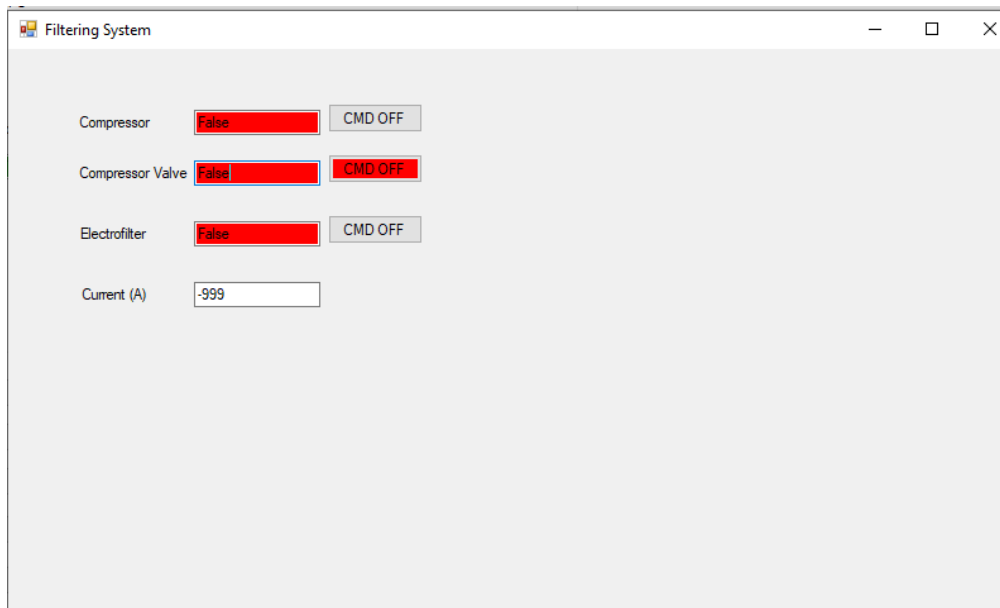 Filtering System
Compressor False CMD OFF
Compressor Valve False CMD OFF
Electrofilter False CMD OFF
Current (A) -999